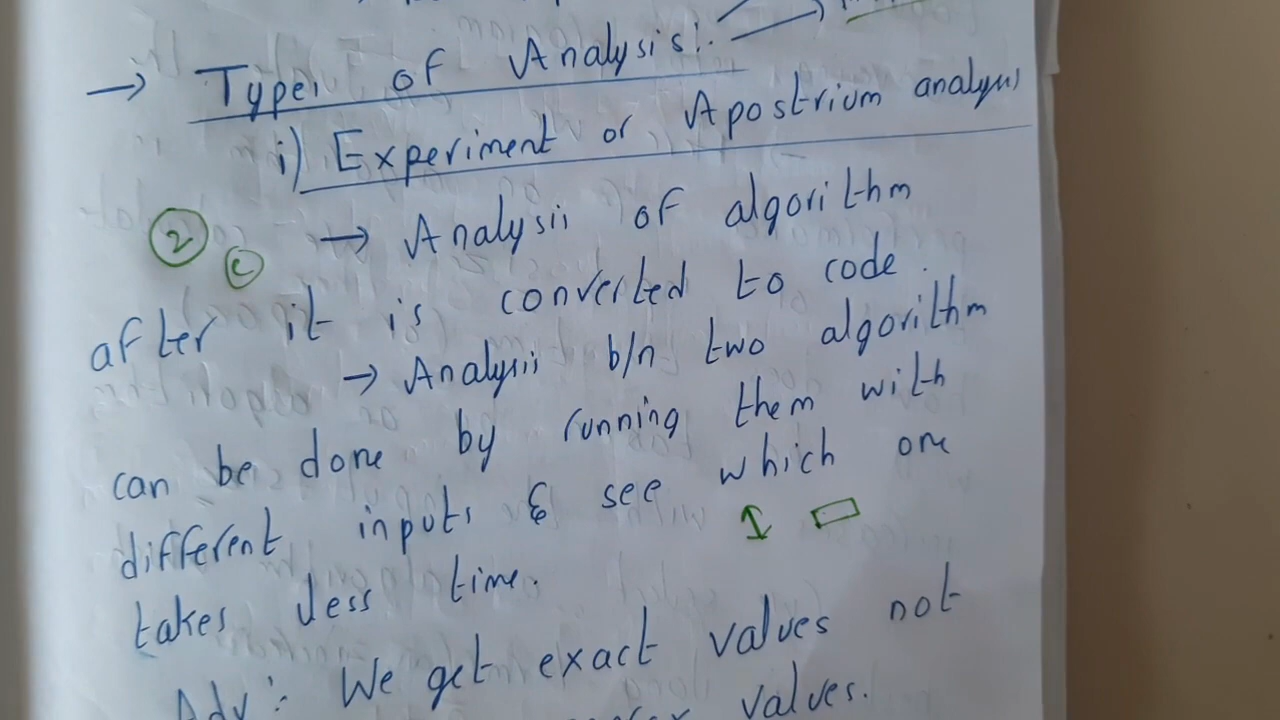 → Types of Analysis:
i) Experiment or Apostrium analysis
2 c → Analysis of algorithm
after it is converted to code.
→ Analysis b/n two algorithm
can be done by running them with
different inputs & see which one
takes less time.
Adv: We get exact values not
values.